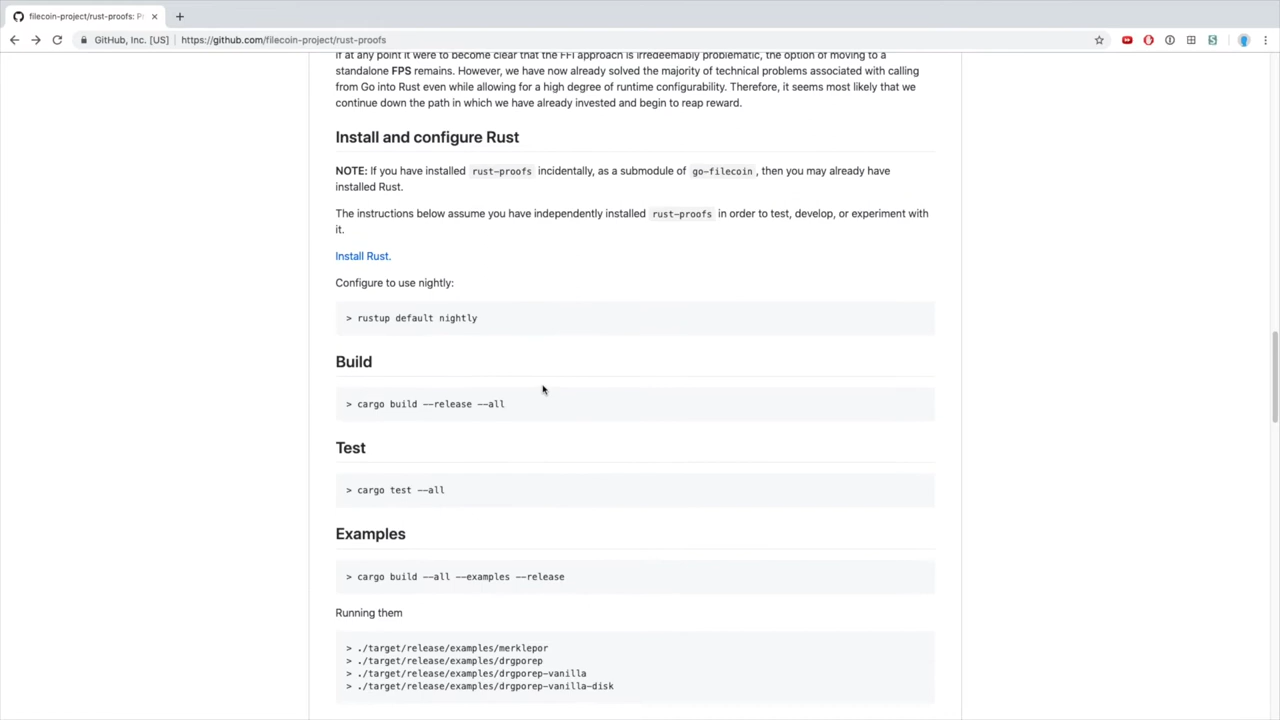 filecoin-project/rust-proofs: P
GitHub, Inc. [US]
https://github.com/filecoin-project/rust-proofs
If at any point it were to become clear that the FFI approach is irredeemably problematic, the option of moving to a
standalone FPS remains. However, we have now already solved the majority of technical problems associated with calling
from Go into Rust even while allowing for a high degree of runtime configurability. Therefore, it seems most likely that we
continue down the path in which we have already invested and begin to reap reward.
Install and configure Rust
NOTE: If you have installed rust-proofs incidentally, as a submodule of go-filecoin, then you may already have
installed Rust.
The instructions below assume you have independently installed rust-proofs in order to test, develop, or experiment with
it.
Install Rust.
Configure to use nightly:
> rustup default nightly
Build
> cargo build --release --all
Test
> cargo test --all
Examples
> cargo build --all --examples --release
Running them
> ./target/release/examples/merklepor
> ./target/release/examples/drgporep
> ./target/release/examples/drgporep-vanilla
> ./target/release/examples/drgporep-vanilla-disk